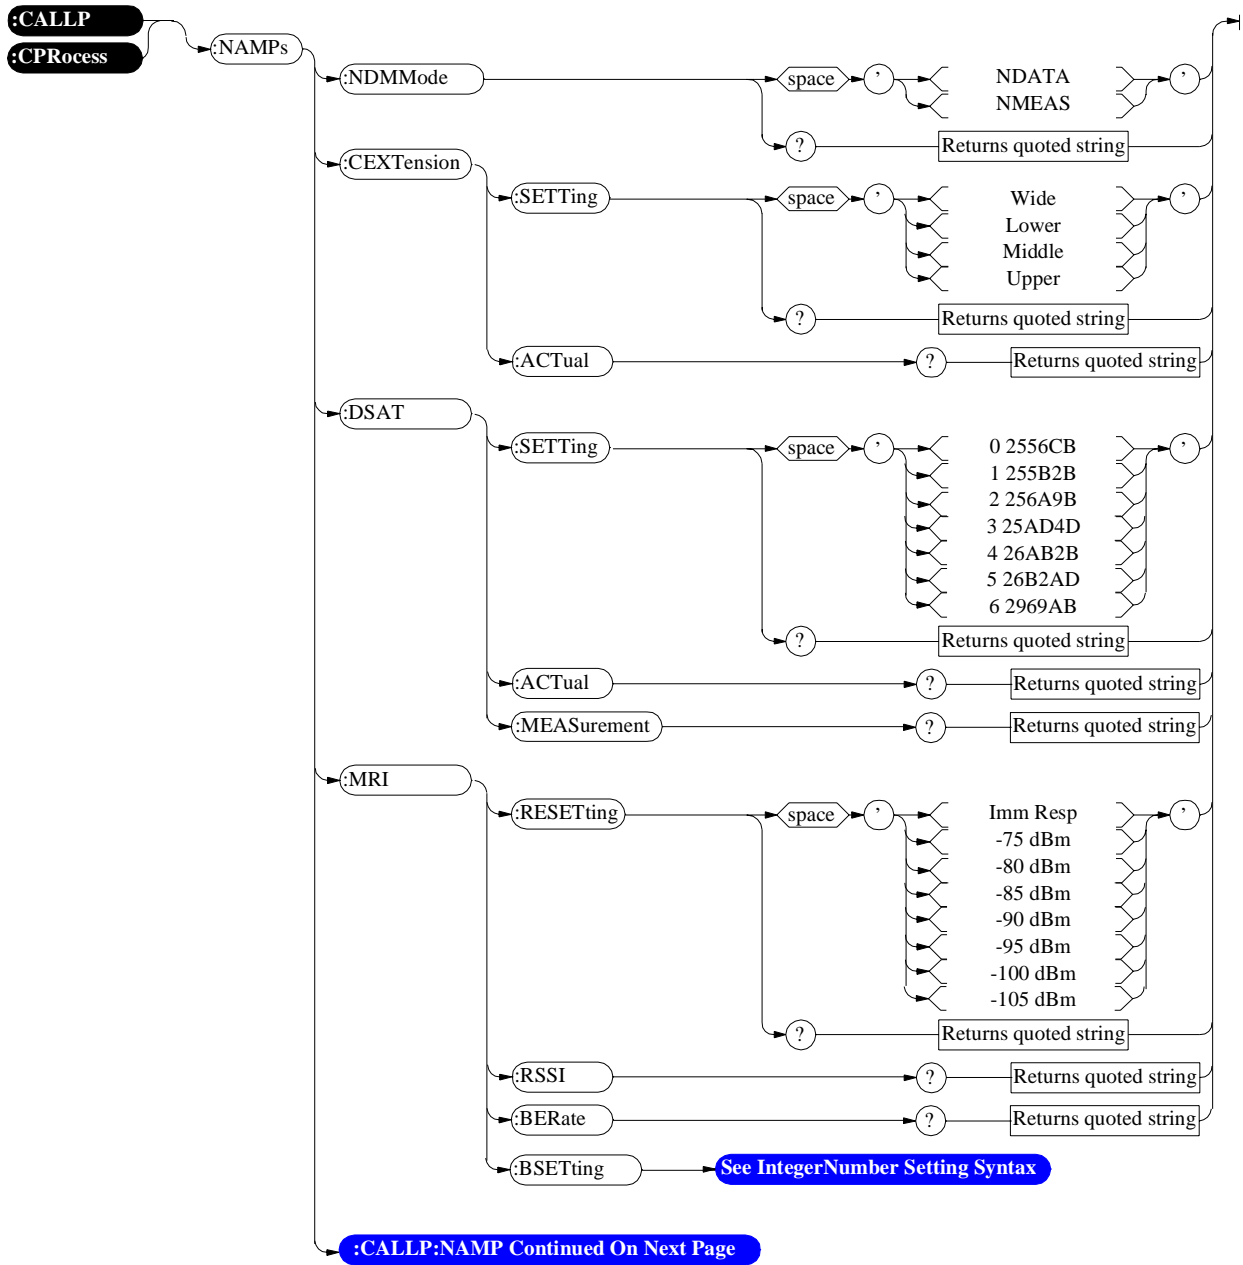 :CALLP
:CPRocess
:NAMPs
:NDMMode
space
’
NDATA
NMEAS
’
?
Returns quoted string
:CEXTension
:SETTing
space
’
Wide
Lower
Middle
Upper
’
?
Returns quoted string
:ACTual
?
Returns quoted string
:DSAT
:SETTing
space
’
0 2556CB
1 255B2B
2 256A9B
3 25AD4D
4 26AB2B
5 26B2AD
6 2969AB
’
?
Returns quoted string
:ACTual
?
Returns quoted string
:MEASurement
?
Returns quoted string
:MRI
:RESETting
space
’
Imm Resp
-75 dBm
-80 dBm
-85 dBm
-90 dBm
-95 dBm
-100 dBm
-105 dBm
’
?
Returns quoted string
:RSSI
?
Returns quoted string
:BERate
?
Returns quoted string
:BSETting
See IntegerNumber Setting Syntax
:CALLP:NAMP Continued On Next Page